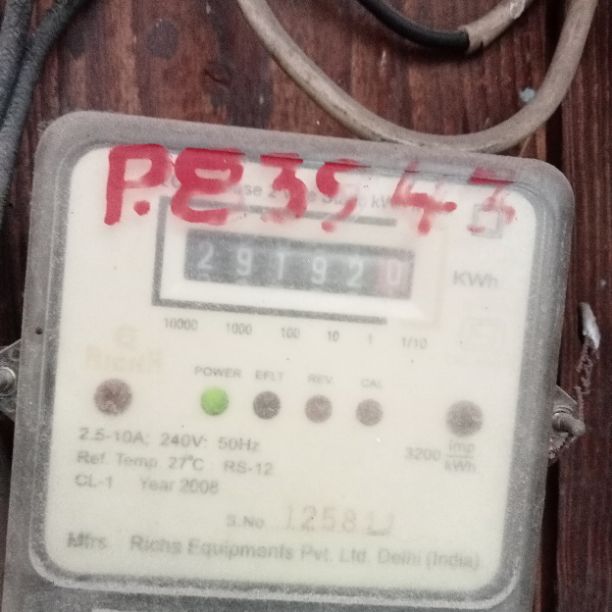 P.E3543
291920
KWh
10000 1000 100 10 1 1/10
POWER EFLT REV. CAL
2.5-10A; 240V; 50Hz
3200 imp/kWh
Ref. Temp. 27°C RS-12
CL-1 Year 2008
S.No.
Mfrs Richs Equipments Pvt. Ltd. Delhi (India)